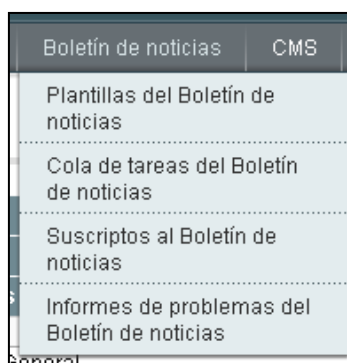 Boletín de noticias CMS
Plantillas del Boletín de
noticias
Cola de tareas del Boletín
de noticias
Suscriptos al Boletín de
noticias
Informes de problemas del
Boletín de noticias